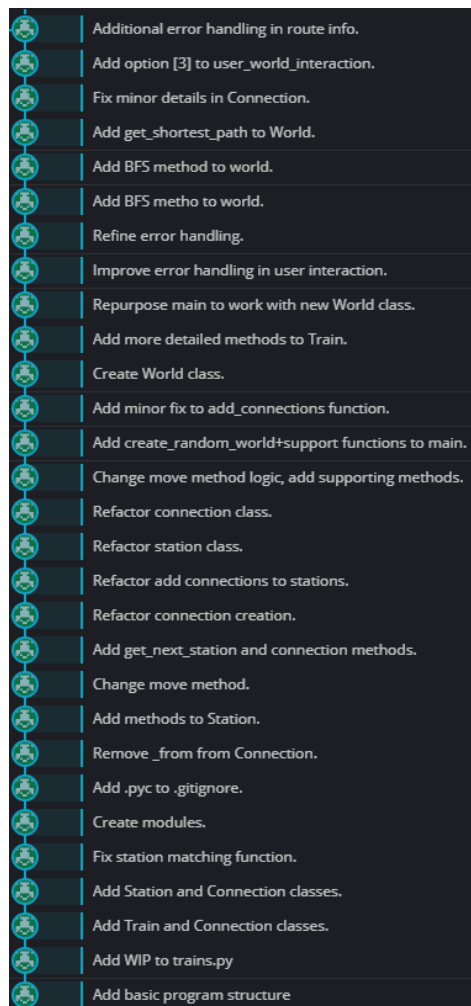 Additional error handling in route info.
Add option [3] to user_world_interaction.
Fix minor details in Connection.
Add get_shortest_path to World.
Add BFS method to world.
Add BFS metho to world.
Refine error handling.
Improve error handling in user interaction.
Repurpose main to work with new World class.
Add more detailed methods to Train.
Create World class.
Add minor fix to add_connections function.
Add create_random_world+support functions to main.
Change move method logic, add supporting methods.
Refactor connection class.
Refactor station class.
Refactor add connections to stations.
Refactor connection creation.
Add get_next_station and connection methods.
Change move method.
Add methods to Station.
Remove _from from Connection.
Add .pyc to .gitignore.
Create modules.
Fix station matching function.
Add Station and Connection classes.
Add Train and Connection classes.
Add WIP to trains.py
Add basic program structure